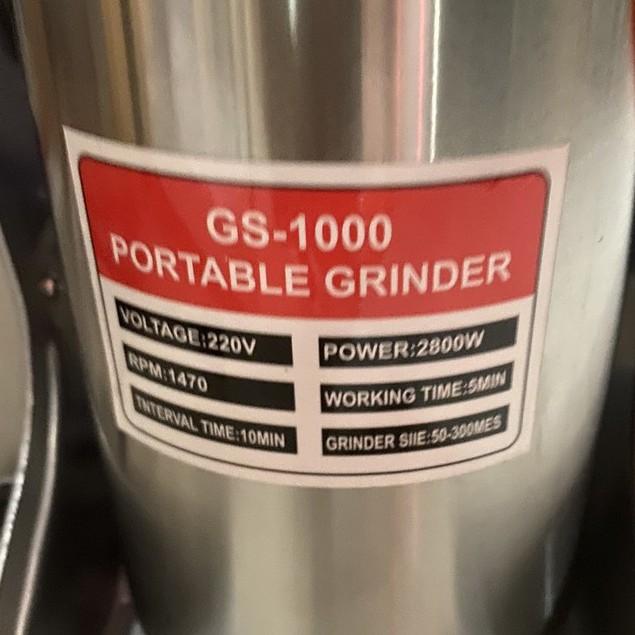 GS-1000
PORTABLE GRINDER
VOLTAGE:220V
POWER:2800W
RPM:1470
WORKING TIME:5MIN
TNTERVAL TIME:10MIN
GRINDER SIIE:50-300MES